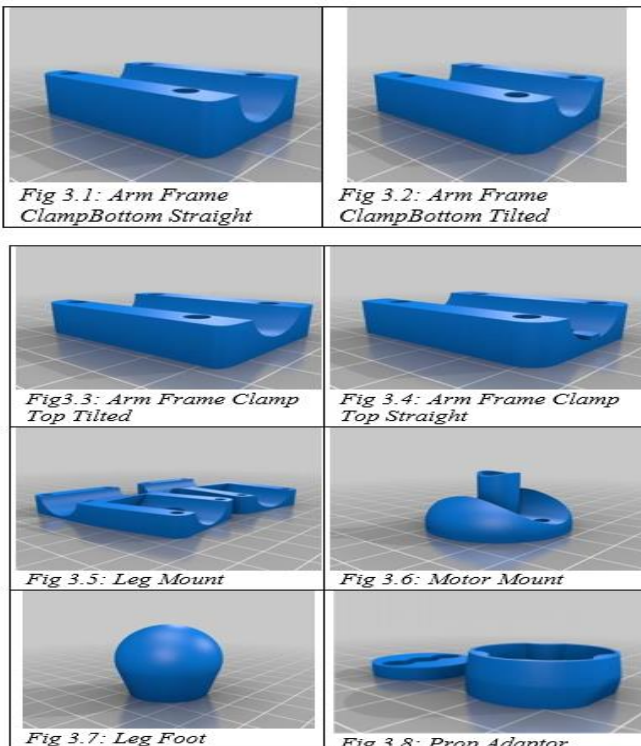 Fig 3.1: Arm Frame
ClampBottom Straight
Fig 3.2: Arm Frame
ClampBottom Tilted
Fig3.3: Arm Frame Clamp
Top Tilted
Fig 3.4: Arm Frame Clamp
Top Straight
Fig 3.5: Leg Mount
Fig 3.6: Motor Mount
Fig 3.7: Leg Foot
Fig 3.8: Prop Adaptor